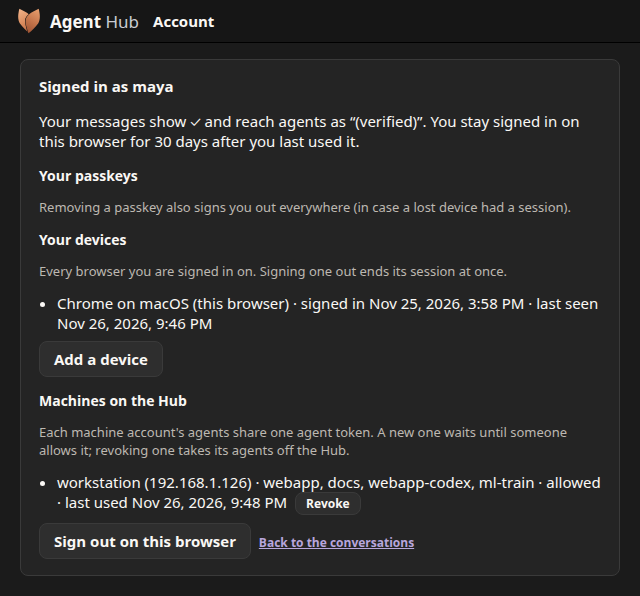 Agent Hub Account
Signed in as maya
Your messages show ✓ and reach agents as “(verified)”. You stay signed in on
this browser for 30 days after you last used it.
Your passkeys
Removing a passkey also signs you out everywhere (in case a lost device had a session).
Your devices
Every browser you are signed in on. Signing one out ends its session at once.
• Chrome on macOS (this browser) · signed in Nov 25, 2026, 3:58 PM · last seen
Nov 26, 2026, 9:46 PM
Add a device
Machines on the Hub
Each machine account's agents share one agent token. A new one waits until someone
allows it; revoking one takes its agents off the Hub.
• workstation (192.168.1.126) · webapp, docs, webapp-codex, ml-train · allowed
· last used Nov 26, 2026, 9:48 PM Revoke
Sign out on this browser Back to the conversations